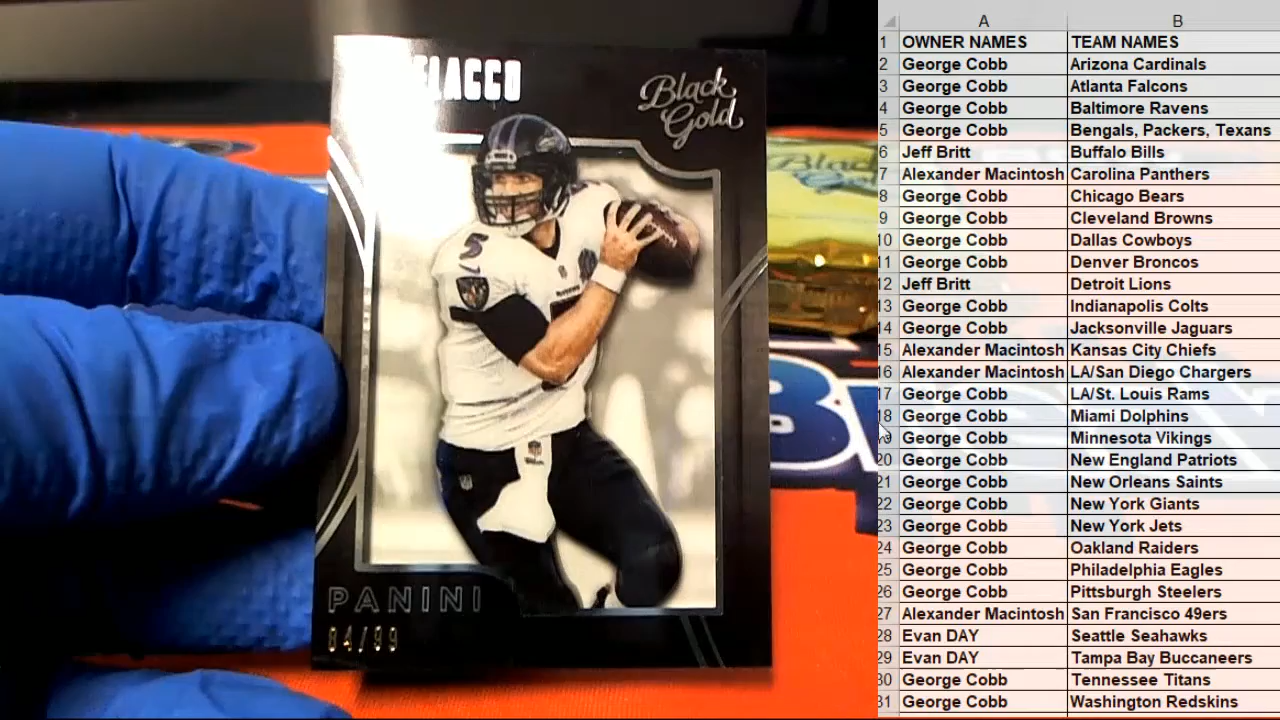 FLACCO
Black
Gold
5
PANINI
84/99
A B
1 OWNER NAMES TEAM NAMES
2 George Cobb Arizona Cardinals
3 George Cobb Atlanta Falcons
4 George Cobb Baltimore Ravens
5 George Cobb Bengals, Packers, Texans
6 Jeff Britt Buffalo Bills
7 Alexander Macintosh Carolina Panthers
8 George Cobb Chicago Bears
9 George Cobb Cleveland Browns
10 George Cobb Dallas Cowboys
11 George Cobb Denver Broncos
12 Jeff Britt Detroit Lions
13 George Cobb Indianapolis Colts
14 George Cobb Jacksonville Jaguars
15 Alexander Macintosh Kansas City Chiefs
16 Alexander Macintosh LA/San Diego Chargers
17 George Cobb LA/St. Louis Rams
18 George Cobb Miami Dolphins
19 George Cobb Minnesota Vikings
20 George Cobb New England Patriots
21 George Cobb New Orleans Saints
22 George Cobb New York Giants
23 George Cobb New York Jets
24 George Cobb Oakland Raiders
25 George Cobb Philadelphia Eagles
26 George Cobb Pittsburgh Steelers
27 Alexander Macintosh San Francisco 49ers
28 Evan DAY Seattle Seahawks
29 Evan DAY Tampa Bay Buccaneers
30 George Cobb Tennessee Titans
31 George Cobb Washington Redskins